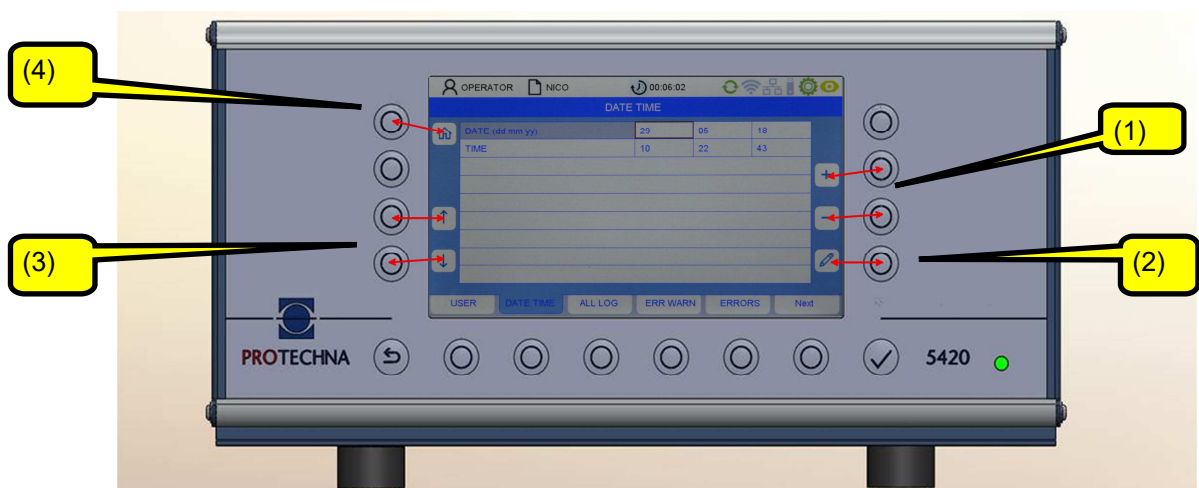 (4)
OPERATOR NICO 00:06:02
DATE TIME
DATE (dd mm yy) 29 05 18
TIME 10 22 43
+
(1)
-
(3)
(2)
USER DATE TIME ALL LOG ERR WARN ERRORS Next
PROTECHNA 5420